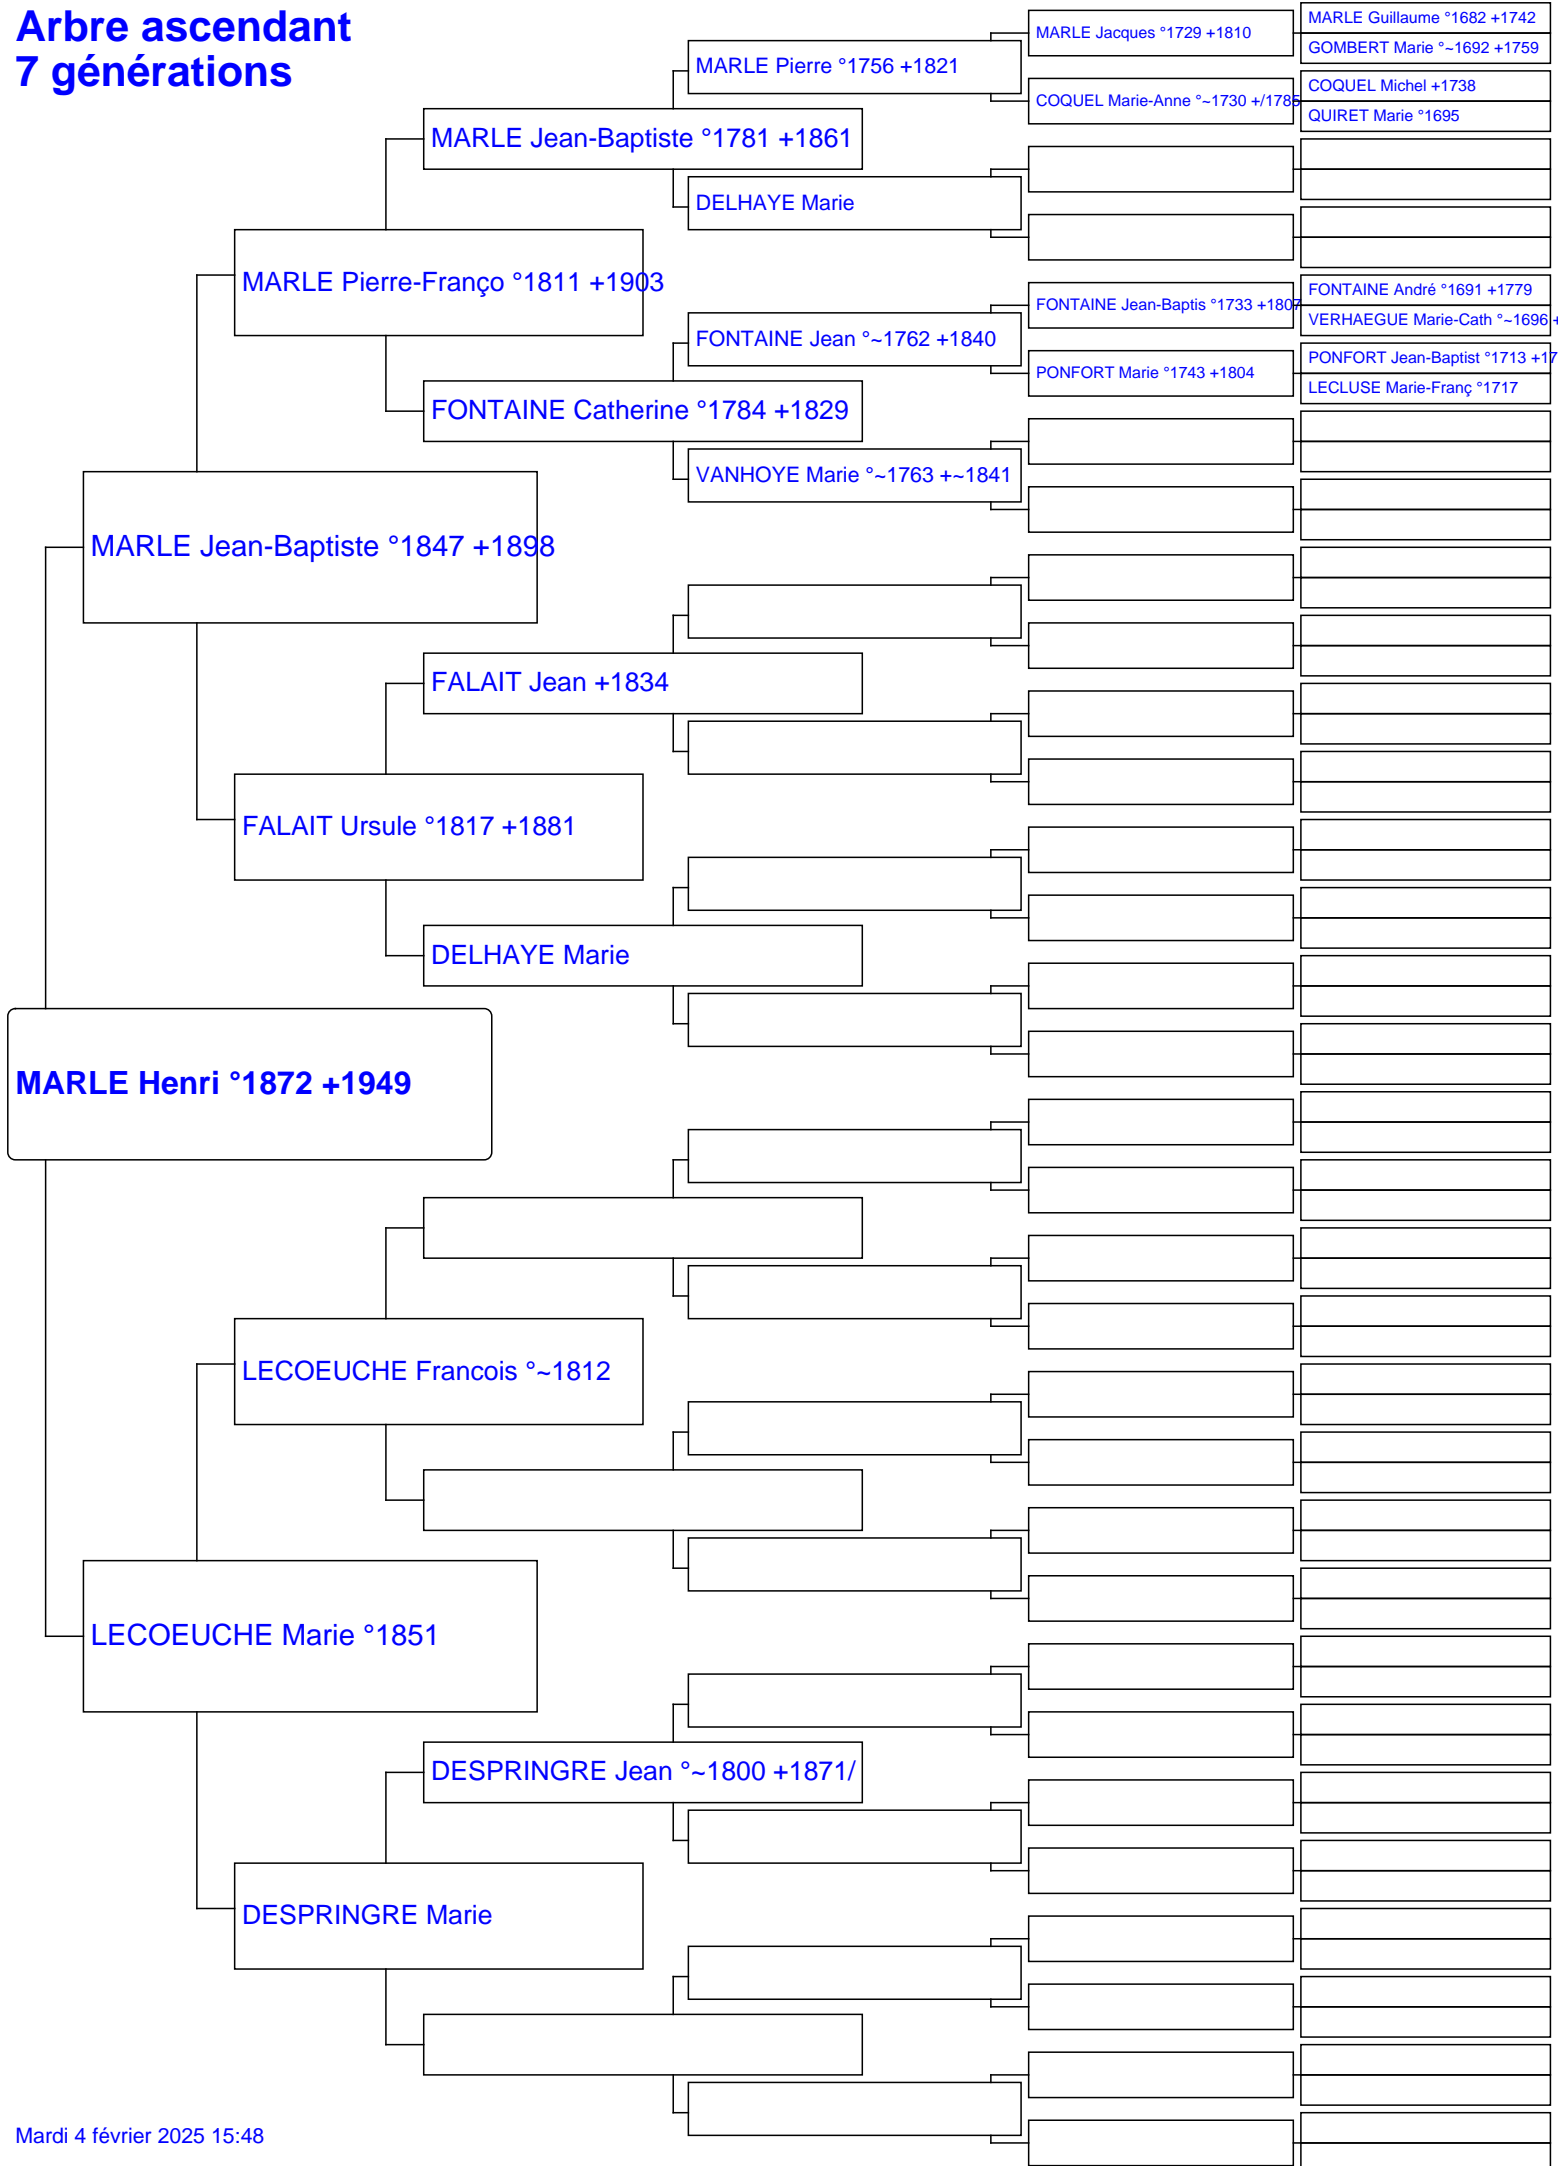 Arbre ascendant
7 générations
MARLE Guillaume °1682 +1742
MARLE Jacques °1729 +1810
GOMBERT Marie °~1692 +1759
MARLE Pierre °1756 +1821
COQUEL Michel +1738
COQUEL Marie-Anne °~1730 +/1785
QUIRET Marie °1695
MARLE Jean-Baptiste °1781 +1861
DELHAYE Marie
MARLE Pierre-Franço °1811 +1903
FONTAINE André °1691 +1779
FONTAINE Jean-Baptis °1733 +1807
VERHAEGUE Marie-Cath °~1696 +
FONTAINE Jean °~1762 +1840
PONFORT Jean-Baptist °1713 +17
PONFORT Marie °1743 +1804
LECLUSE Marie-Franç °1717
FONTAINE Catherine °1784 +1829
VANHOYE Marie °~1763 +~1841
MARLE Jean-Baptiste °1847 +1898
FALAIT Jean +1834
FALAIT Ursule °1817 +1881
DELHAYE Marie
MARLE Henri °1872 +1949
LECOEUCHE Francois °~1812
LECOEUCHE Marie °1851
DESPRINGRE Jean °~1800 +1871/
DESPRINGRE Marie
Mardi 4 février 2025 15:48